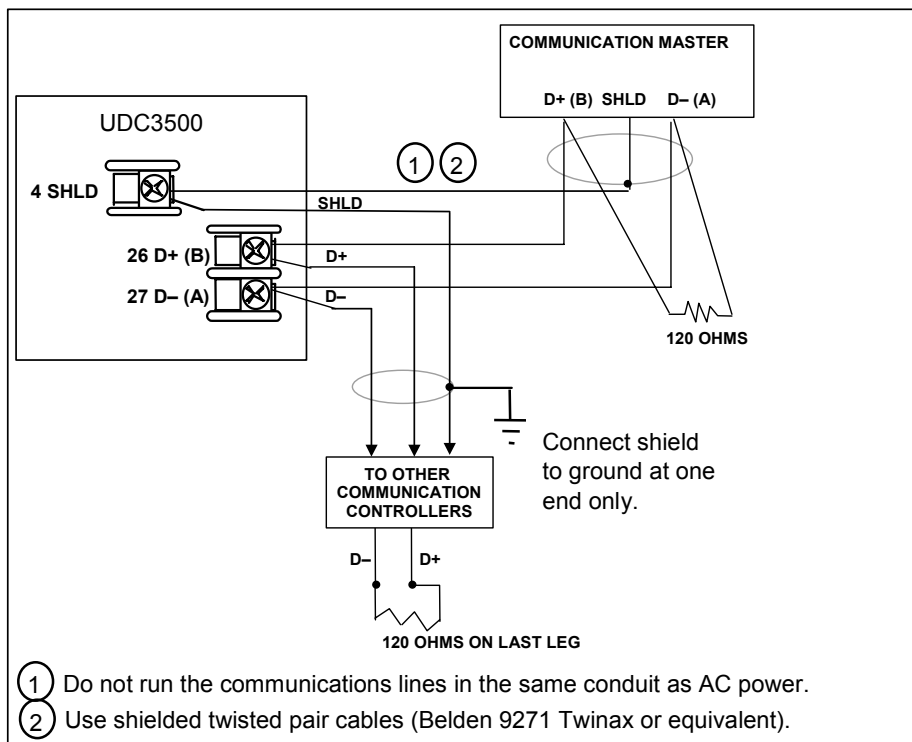 COMMUNICATION MASTER
D+ (B) SHLD D– (A)
UDC3500
1 2
4 SHLD
SHLD
26 D+ (B)
D+
27 D– (A)
D–
120 OHMS
Connect shield
to ground at one
end only.
TO OTHER
COMMUNICATION
CONTROLLERS
D– D+
120 OHMS ON LAST LEG
1 Do not run the communications lines in the same conduit as AC power.
2 Use shielded twisted pair cables (Belden 9271 Twinax or equivalent).